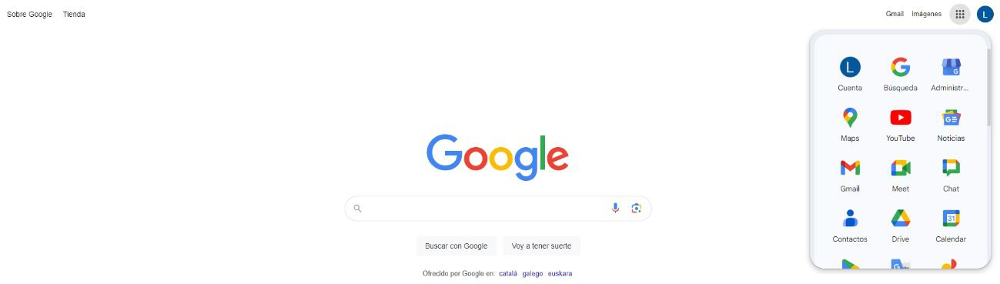 Sobre Google Tienda
Gmail Imágenes L
L G
Cuenta Búsqueda Administr...
Maps YouTube Noticias
Gmail Meet Chat
31
Contactos Drive Calendar
Google
Buscar con Google Voy a tener suerte
Ofrecido por Google en: català galego euskara